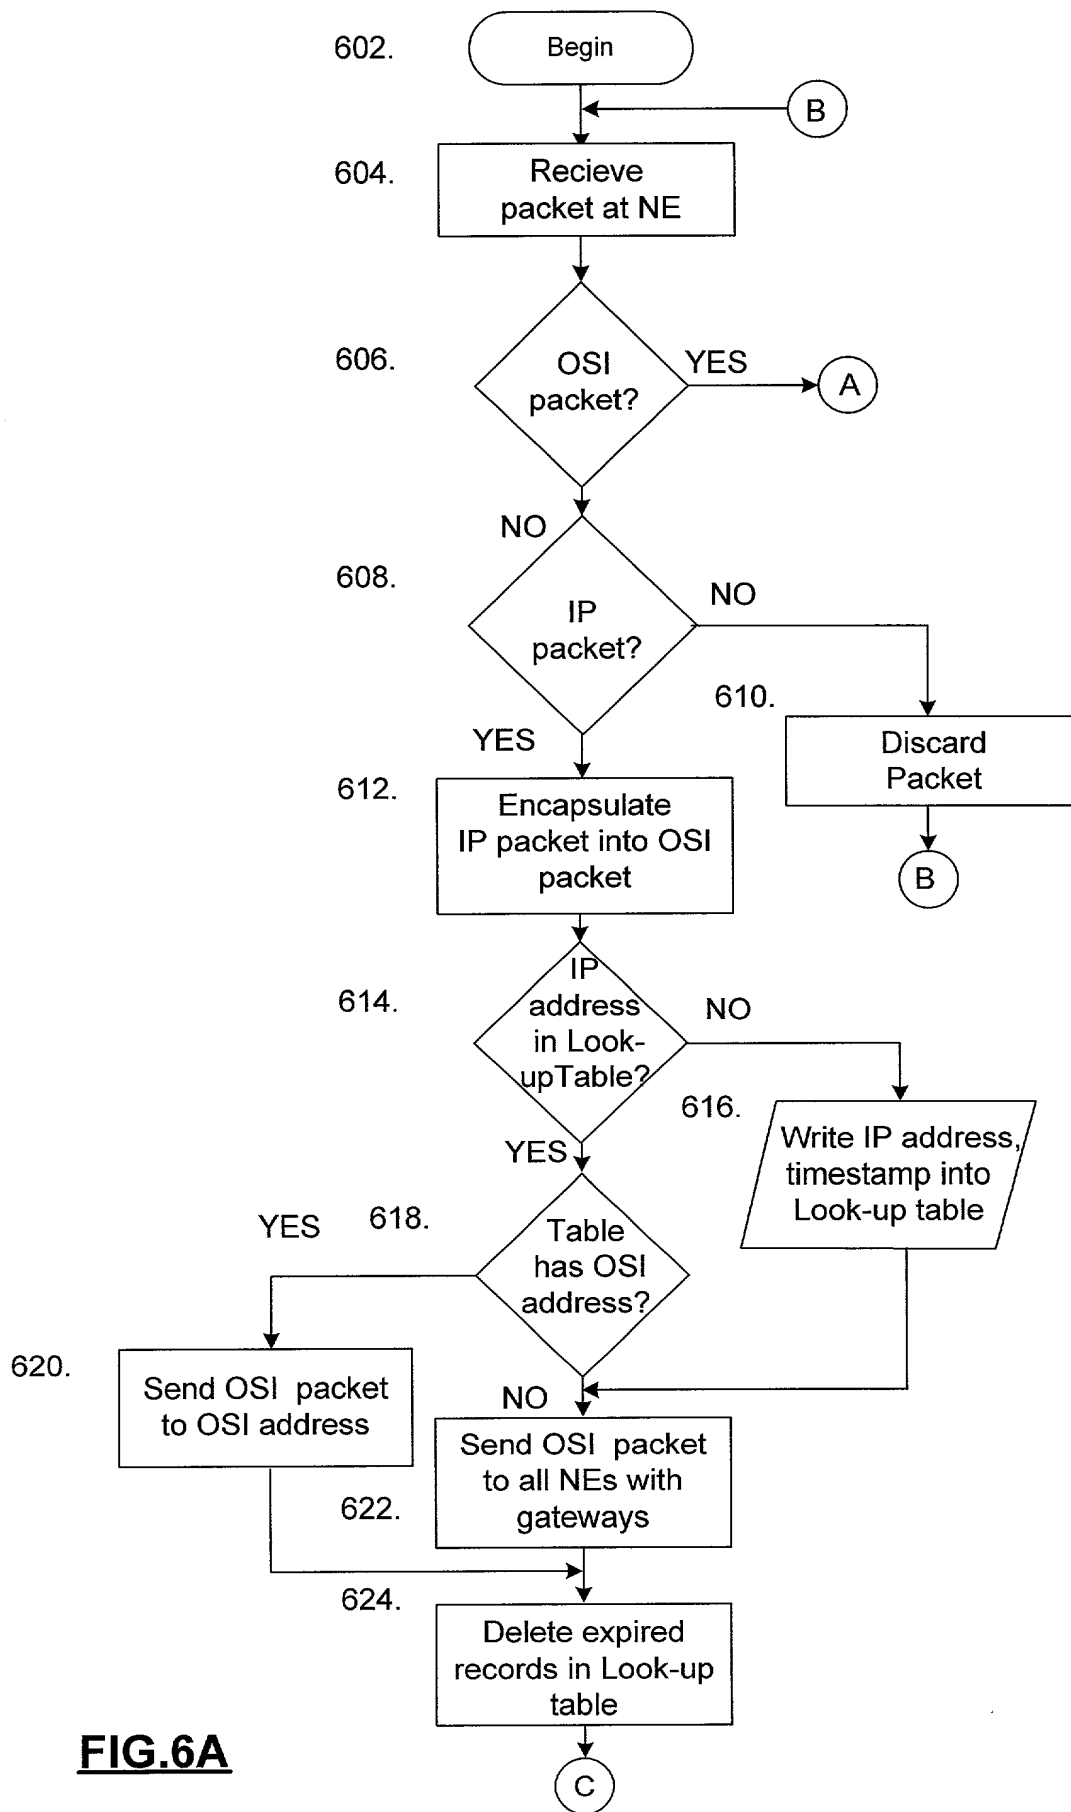 602.
Begin
B
604.
Recieve
packet at NE
606.
OSI
packet?
YES
A
NO
608.
IP
packet?
NO
610.
Discard
Packet
B
YES
612.
Encapsulate
IP packet into OSI
packet
614.
IP
address
in Look-
upTable?
NO
616.
Write IP address,
timestamp into
Look-up table
YES
618.
Table
has OSI
address?
YES
620.
Send OSI packet
to OSI address
NO
622.
Send OSI packet
to all NEs with
gateways
624.
Delete expired
records in Look-up
table
C
FIG.6A